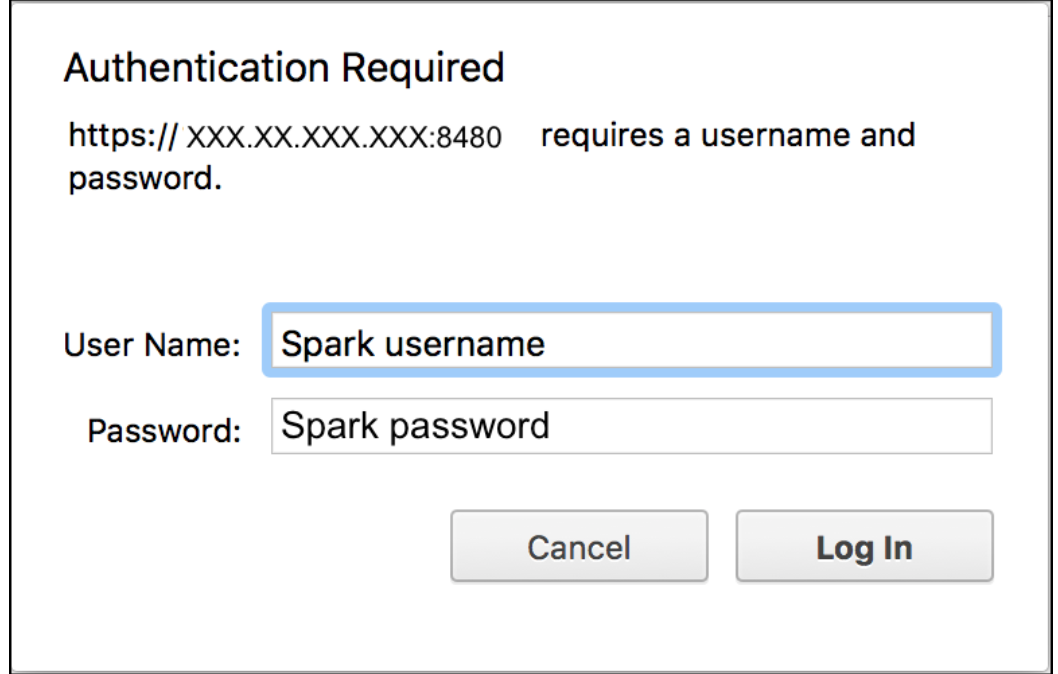 Authentication Required
https:// XXX.XX.XXX.XXX:8480 requires a username and
password.
User Name: Spark username
Password: Spark password
Cancel Log In